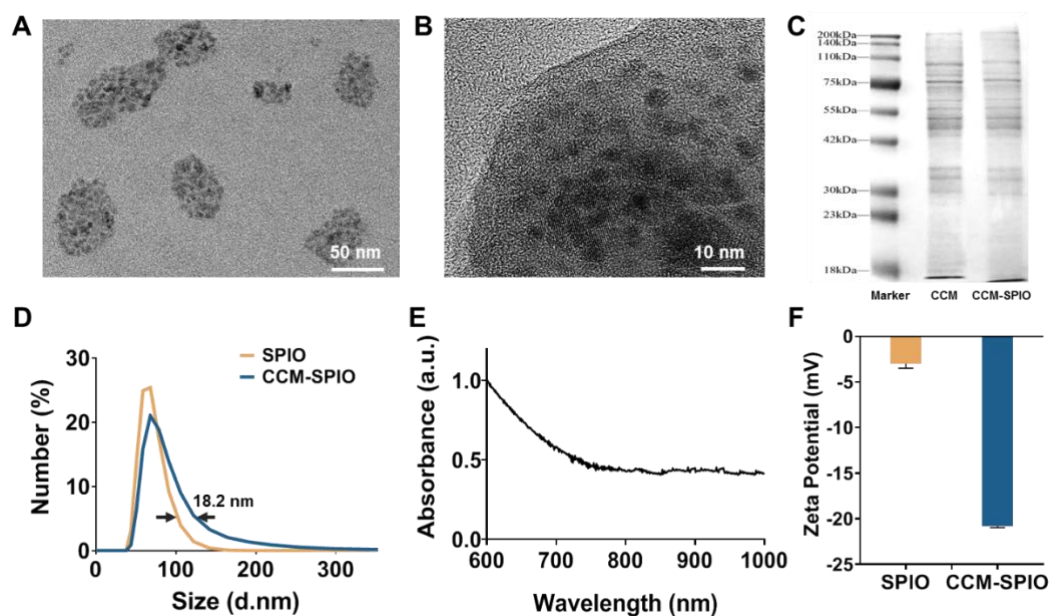 A
50 nm
B
10 nm
C
200kDa
140kDa
110kDa
75kDa
55kDa
42kDa
30kDa
23kDa
18kDa
Marker CCM CCM-SPIO
D
Number (%)
30
20
10
0
SPIO
CCM-SPIO
18.2 nm
0 100 200 300
Size (d.nm)
E
Absorbance (a.u.)
1.0
0.5
0.0
600 700 800 900 1000
Wavelength (nm)
F
Zeta Potential (mV)
0
-5
-10
-15
-20
-25
SPIO CCM-SPIO